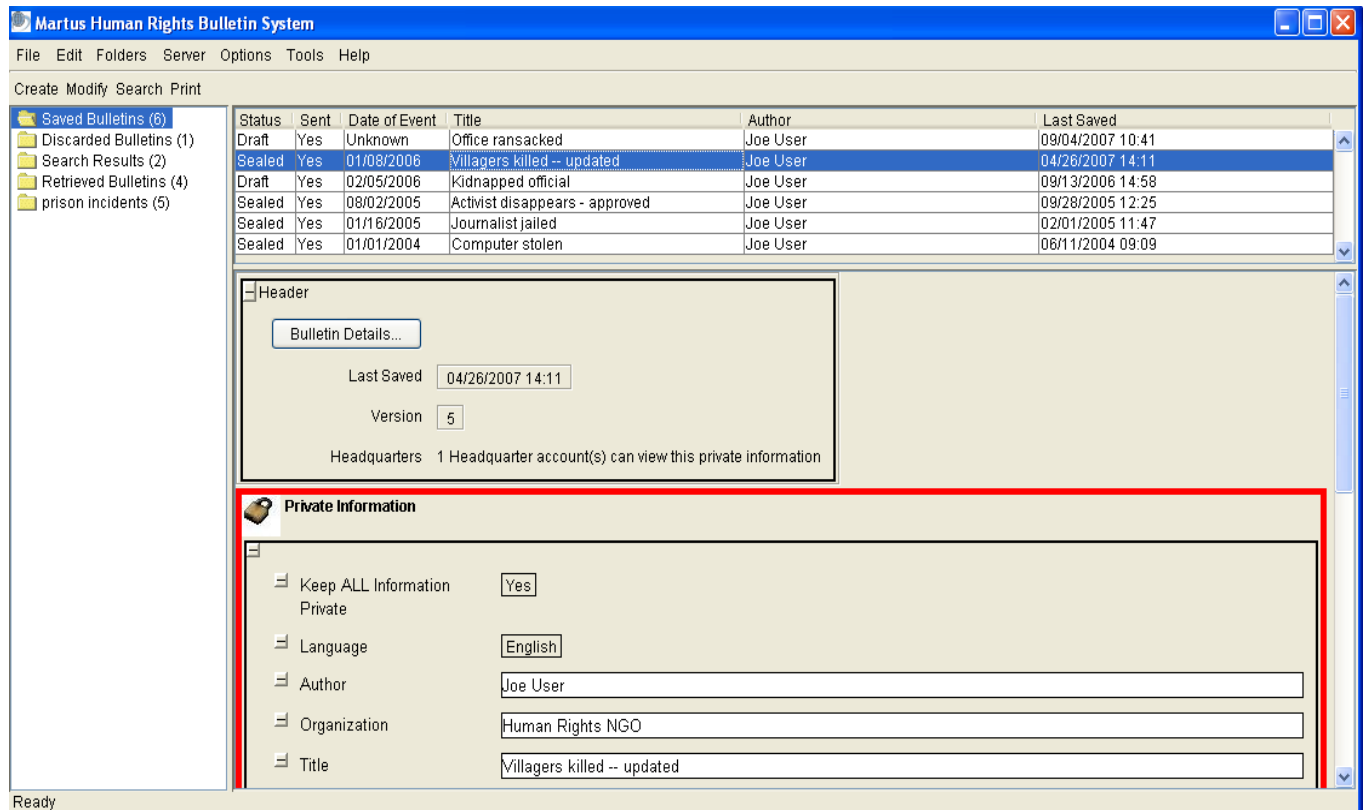 Martus Human Rights Bulletin System
File Edit Folders Server Options Tools Help
Create Modify Search Print
Saved Bulletins (6)
Discarded Bulletins (1)
Search Results (2)
Retrieved Bulletins (4)
prison incidents (5)
Status Sent Date of Event Title Author Last Saved
Draft Yes Unknown Office ransacked Joe User 09/04/2007 10:41
Sealed Yes 01/08/2006 Villagers killed -- updated Joe User 04/26/2007 14:11
Draft Yes 02/05/2006 Kidnapped official Joe User 09/13/2006 14:58
Sealed Yes 08/02/2005 Activist disappears - approved Joe User 09/28/2005 12:25
Sealed Yes 01/16/2005 Journalist jailed Joe User 02/01/2005 11:47
Sealed Yes 01/01/2004 Computer stolen Joe User 06/11/2004 09:09
Header
Bulletin Details...
Last Saved 04/26/2007 14:11
Version 5
Headquarters 1 Headquarter account(s) can view this private information
Private Information
Keep ALL Information Yes
Private
Language English
Author Joe User
Organization Human Rights NGO
Title Villagers killed -- updated
Ready